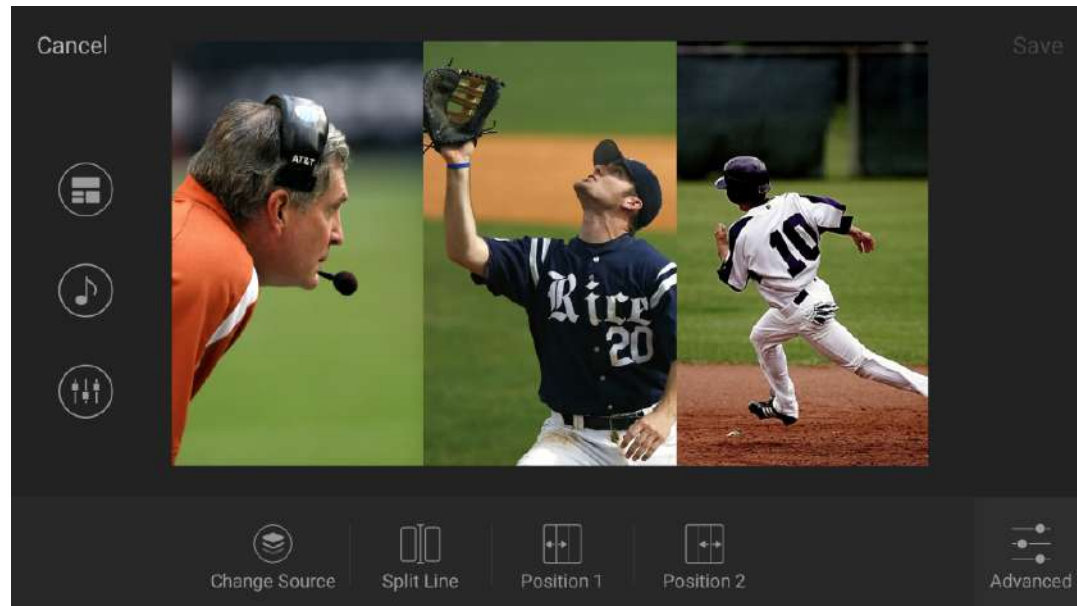 Cancel
Save
AT&T
Rice
20
10
Change Source
Split Line
Position 1
Position 2
Advanced